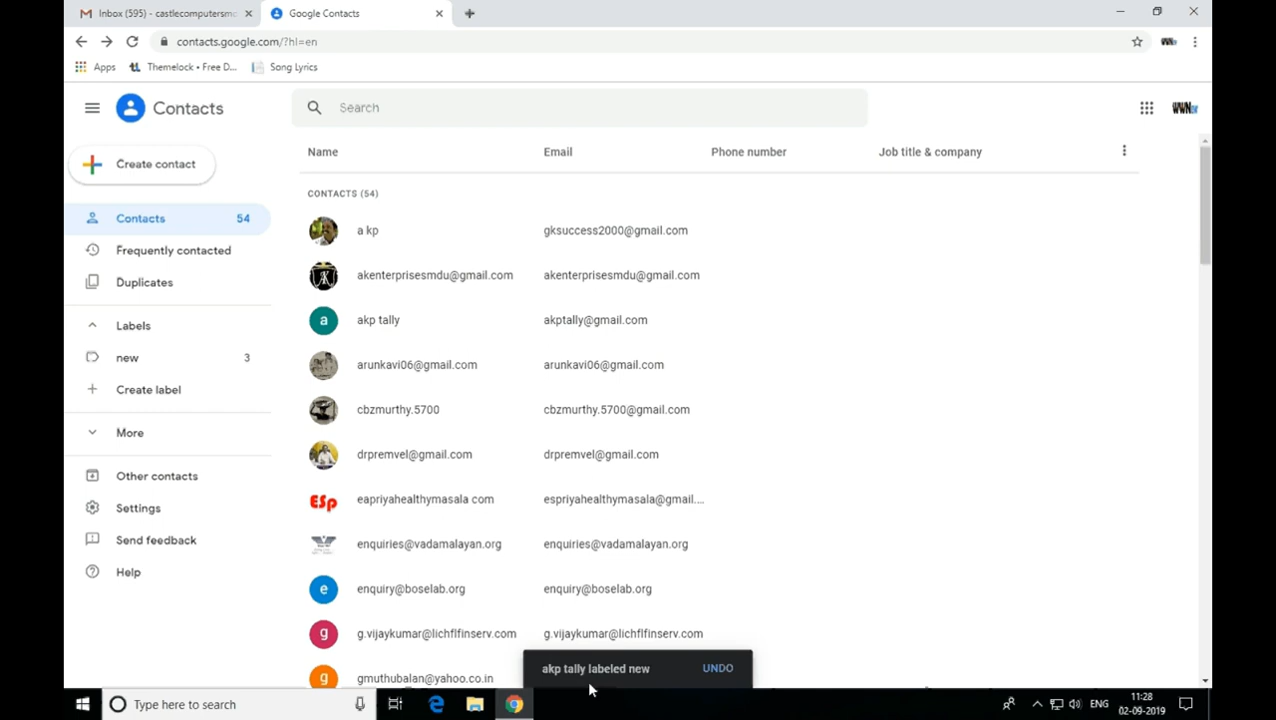 Inbox (595) - castlecomputersmc
Google Contacts
contacts.google.com/?hl=en
Apps
Themelock • Free D...
Song Lyrics
Contacts
Search
WWN
Create contact
Name Email Phone number Job title & company
CONTACTS (54)
Contacts 54
Frequently contacted
Duplicates
Labels
new 3
Create label
More
Other contacts
Settings
Send feedback
Help
a kp gksuccess2000@gmail.com
akenterprisesmdu@gmail.com akenterprisesmdu@gmail.com
a akp tally akptally@gmail.com
arunkavi06@gmail.com arunkavi06@gmail.com
cbzmurthy.5700 cbzmurthy.5700@gmail.com
drpremvel@gmail.com drpremvel@gmail.com
ESp eapriyahealthymasala com espriyahealthymasala@gmail....
enquiries@vadamalayan.org enquiries@vadamalayan.org
e enquiry@boselab.org enquiry@boselab.org
g g.vijaykumar@lichflfinserv.com g.vijaykumar@lichflfinserv.com
g gmuthubalan@yahoo.co.in
akp tally labeled new UNDO
Type here to search
ENG
11:28
02-09-2019